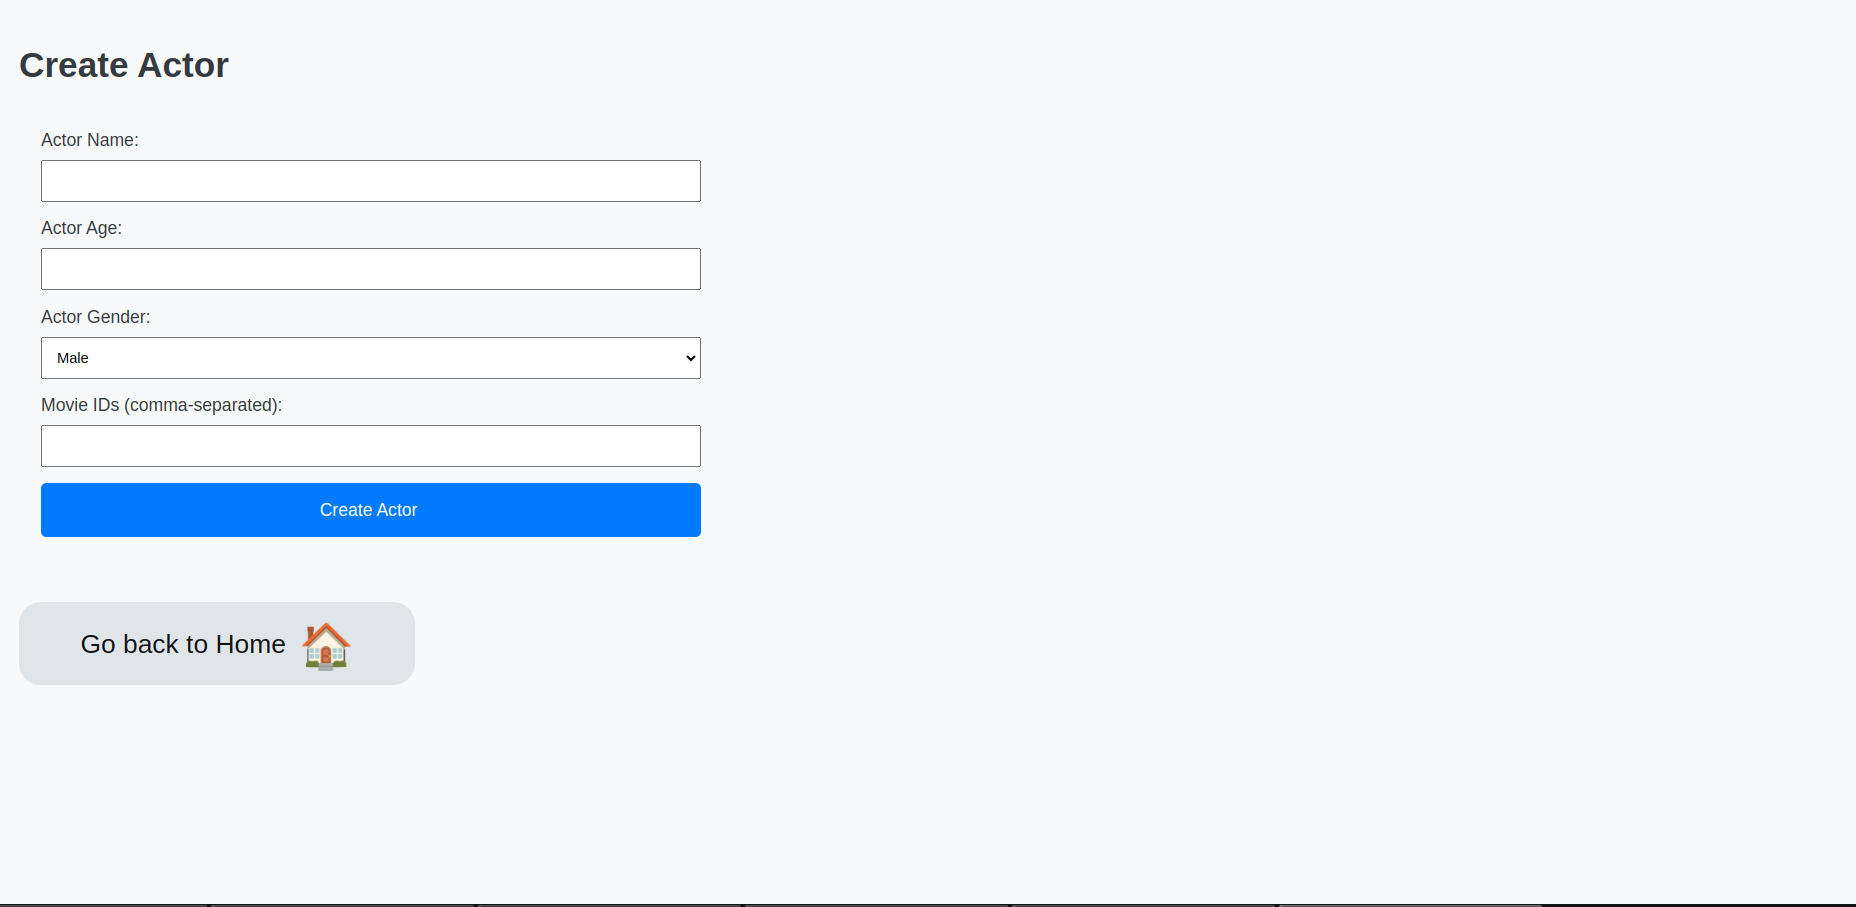 Create Actor
Actor Name:
Actor Age:
Actor Gender:
Male
Movie IDs (comma-separated):
Create Actor
Go back to Home